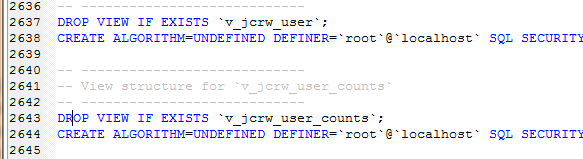 2636 -- ----------------------------
2637 DROP VIEW IF EXISTS `v_jcrw_user`;
2638 CREATE ALGORITHM=UNDEFINED DEFINER=`root`@`localhost` SQL SECURITY
2639
2640 -- ----------------------------
2641 -- View structure for `v_jcrw_user_counts`
2642 -- ----------------------------
2643 DROP VIEW IF EXISTS `v_jcrw_user_counts`;
2644 CREATE ALGORITHM=UNDEFINED DEFINER=`root`@`localhost` SQL SECURITY
2645